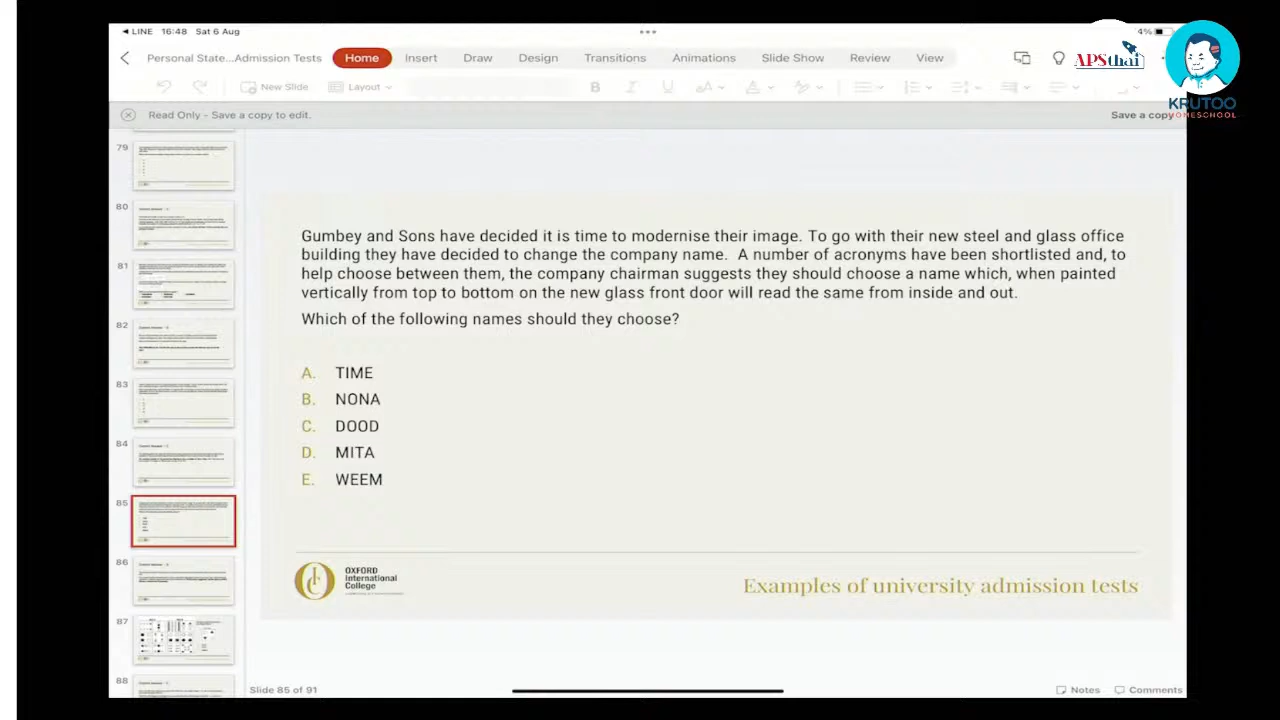 LINE 16:48 Sat 6 Aug
4%
Personal State...Admission Tests Home Insert Draw Design Transitions Animations Slide Show Review View
APSthai
New Slide Layout
B I U
KRUTOO
HOMESCHOOL
Read Only - Save a copy to edit.
Save a copy
79
80
81
82
83
84
85
86
87
88
Gumbey and Sons have decided it is time to modernise their image. To go with their new steel and glass office
building they have decided to change the company name. A number of acronyms have been shortlisted and, to
help choose between them, the company chairman suggests they should choose a name which, when painted
vertically from top to bottom on the new glass front door will read the same from inside and out.
Which of the following names should they choose?
A. TIME
B. NONA
C. DOOD
D. MITA
E. WEEM
OXFORD
International
College
Examples of university admission tests
Slide 85 of 91
Notes Comments